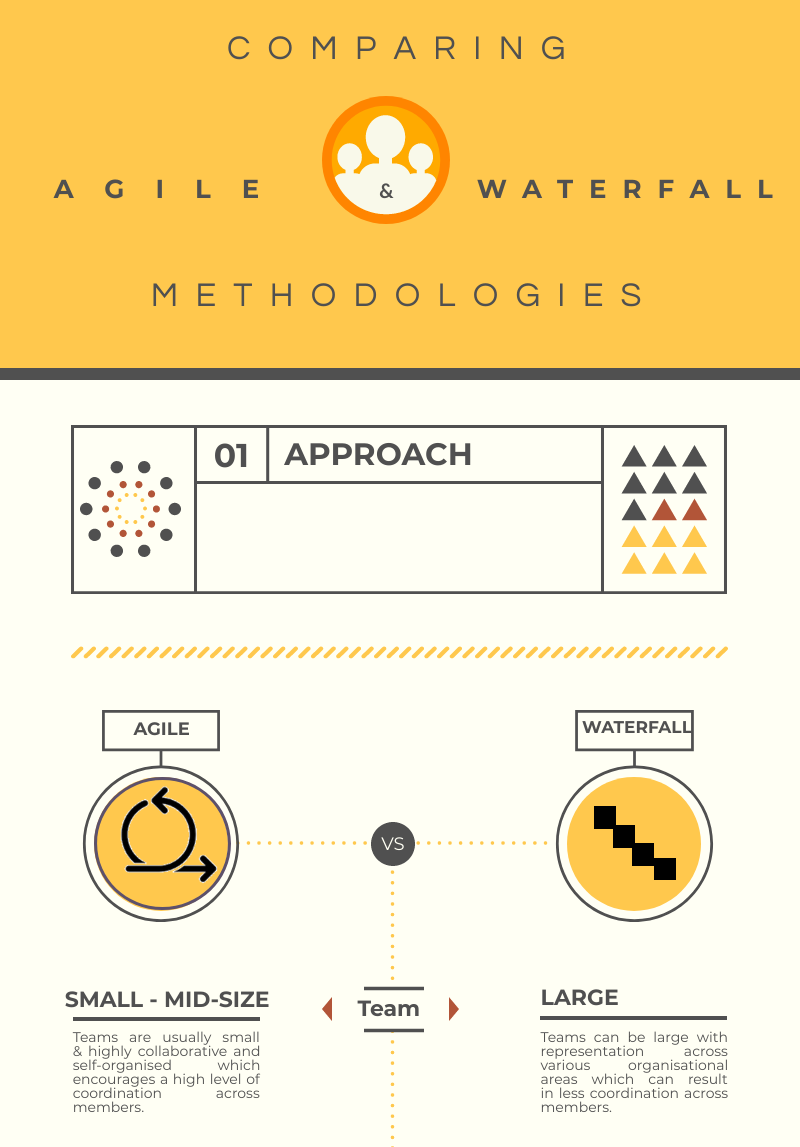 COMPARING
AGILE & WATERFALL
METHODOLOGIES
01 APPROACH
AGILE
WATERFALL
VS
SMALL - MID-SIZE
Teams are usually small
& highly collaborative and
self-organised which
encourages a high level of
coordination across
members.
Team
LARGE
Teams can be large with
representation across
various organisational
areas which can result
in less coordination across
members.